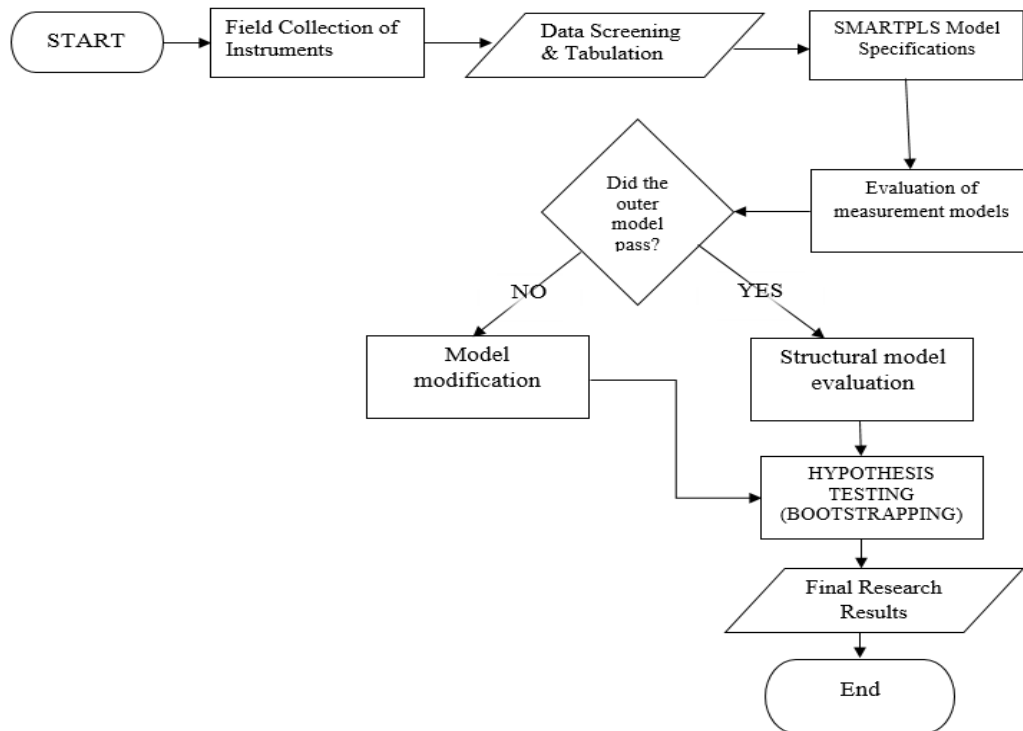 START
Field Collection of
Instruments
Data Screening
& Tabulation
SMARTPLS Model
Specifications
Evaluation of
measurement models
Did the
outer
model
pass?
NO
YES
Model
modification
Structural model
evaluation
HYPOTHESIS
TESTING
(BOOTSTRAPPING)
Final Research
Results
End